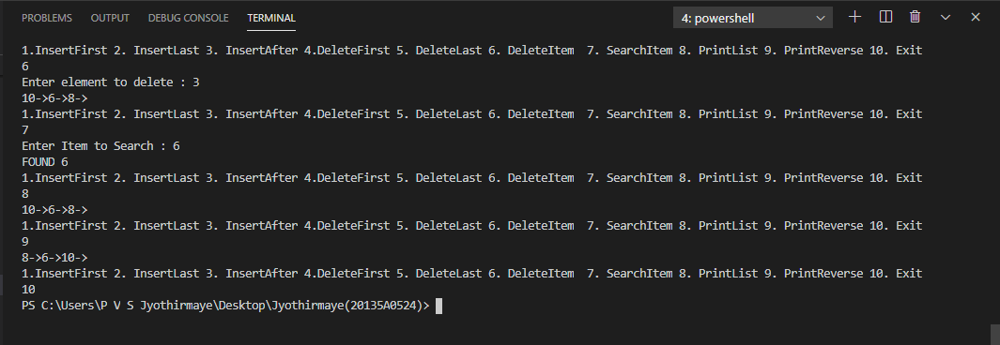 PROBLEMS OUTPUT DEBUG CONSOLE TERMINAL 4: powershell
1.InsertFirst 2. InsertLast 3. InsertAfter 4.DeleteFirst 5. DeleteLast 6. DeleteItem  7. SearchItem 8. PrintList 9. PrintReverse 10. Exit
6
Enter element to delete : 3
10->6->8->
1.InsertFirst 2. InsertLast 3. InsertAfter 4.DeleteFirst 5. DeleteLast 6. DeleteItem  7. SearchItem 8. PrintList 9. PrintReverse 10. Exit
7
Enter Item to Search : 6
FOUND 6
1.InsertFirst 2. InsertLast 3. InsertAfter 4.DeleteFirst 5. DeleteLast 6. DeleteItem  7. SearchItem 8. PrintList 9. PrintReverse 10. Exit
8
10->6->8->
1.InsertFirst 2. InsertLast 3. InsertAfter 4.DeleteFirst 5. DeleteLast 6. DeleteItem  7. SearchItem 8. PrintList 9. PrintReverse 10. Exit
9
8->6->10->
1.InsertFirst 2. InsertLast 3. InsertAfter 4.DeleteFirst 5. DeleteLast 6. DeleteItem  7. SearchItem 8. PrintList 9. PrintReverse 10. Exit
10
PS C:\Users\P V S Jyothirmaye\Desktop\Jyothirmaye(20135A0524)>